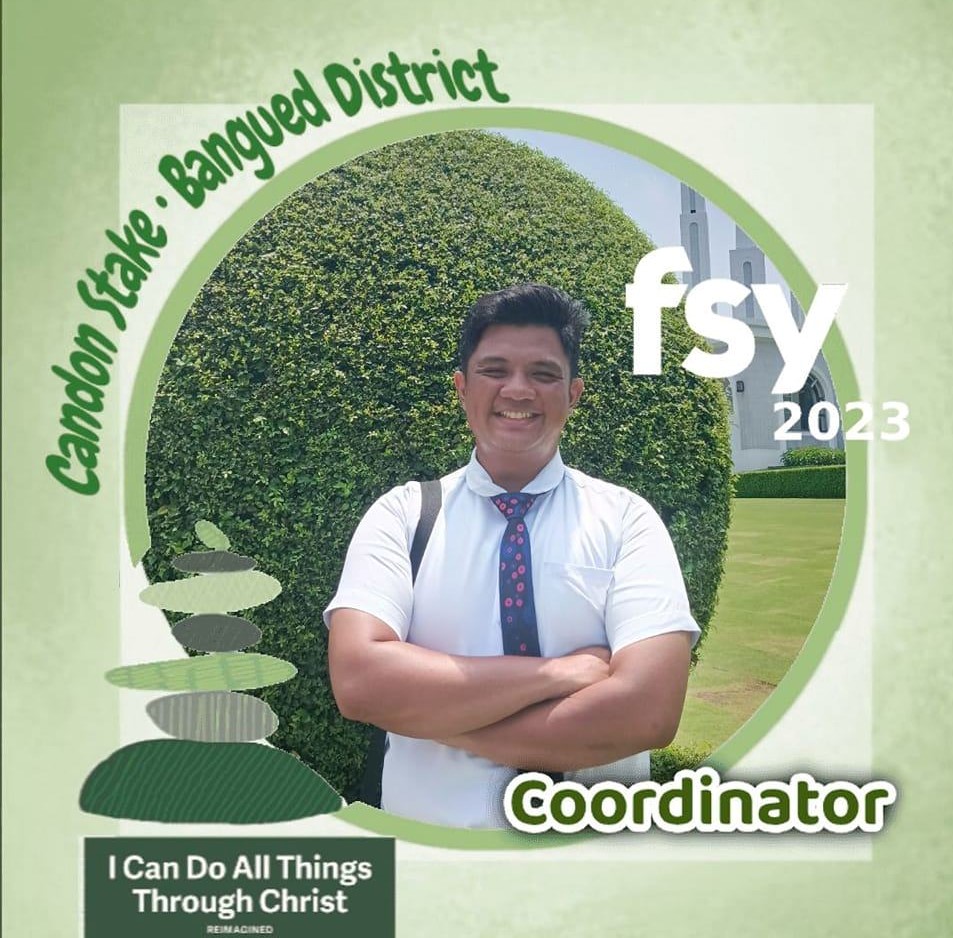 Candon Stake · Bangued District
fsy
2023
Coordinator
I Can Do All Things
Through Christ
REIMAGINED